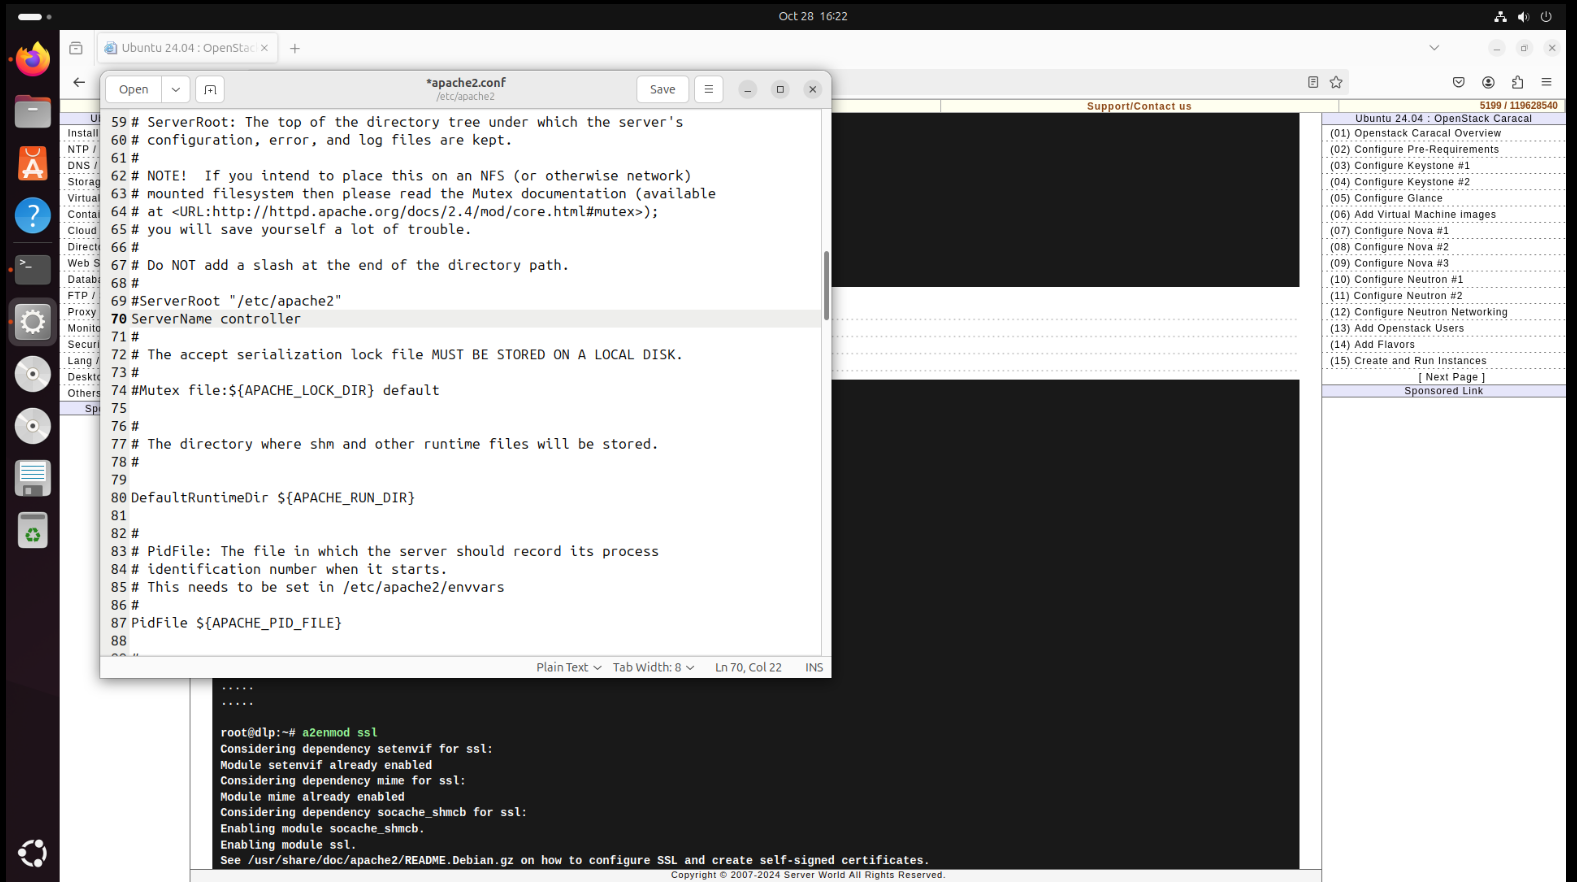 Oct 28 16:22
Ubuntu 24.04 : OpenStac
Open
*apache2.conf
/etc/apache2
Save
Support/Contact us
5199 / 119628540
Install
NTP /
DNS /
Storag
Virtual
Contai
Cloud
Directo
Web S
Databa
FTP /
Proxy
Monito
Securi
Lang /
Deskto
Others
Spo
59 # ServerRoot: The top of the directory tree under which the server's
60 # configuration, error, and log files are kept.
61 #
62 # NOTE!  If you intend to place this on an NFS (or otherwise network)
63 # mounted filesystem then please read the Mutex documentation (available
64 # at <URL:http://httpd.apache.org/docs/2.4/mod/core.html#mutex>);
65 # you will save yourself a lot of trouble.
66 #
67 # Do NOT add a slash at the end of the directory path.
68 #
69 #ServerRoot "/etc/apache2"
70 ServerName controller
71 #
72 # The accept serialization lock file MUST BE STORED ON A LOCAL DISK.
73 #
74 #Mutex file:${APACHE_LOCK_DIR} default
75
76 #
77 # The directory where shm and other runtime files will be stored.
78 #
79
80 DefaultRuntimeDir ${APACHE_RUN_DIR}
81
82 #
83 # PidFile: The file in which the server should record its process
84 # identification number when it starts.
85 # This needs to be set in /etc/apache2/envvars
86 #
87 PidFile ${APACHE_PID_FILE}
88
Plain Text  Tab Width: 8  Ln 70, Col 22  INS
Ubuntu 24.04 : OpenStack Caracal
(01) Openstack Caracal Overview
(02) Configure Pre-Requirements
(03) Configure Keystone #1
(04) Configure Keystone #2
(05) Configure Glance
(06) Add Virtual Machine images
(07) Configure Nova #1
(08) Configure Nova #2
(09) Configure Nova #3
(10) Configure Neutron #1
(11) Configure Neutron #2
(12) Configure Neutron Networking
(13) Add Openstack Users
(14) Add Flavors
(15) Create and Run Instances
[ Next Page ]
Sponsored Link
.....
.....
root@dlp:~# a2enmod ssl
Considering dependency setenvif for ssl:
Module setenvif already enabled
Considering dependency mime for ssl:
Module mime already enabled
Considering dependency socache_shmcb for ssl:
Enabling module socache_shmcb.
Enabling module ssl.
See /usr/share/doc/apache2/README.Debian.gz on how to configure SSL and create self-signed certificates.
Copyright © 2007-2024 Server World All Rights Reserved.